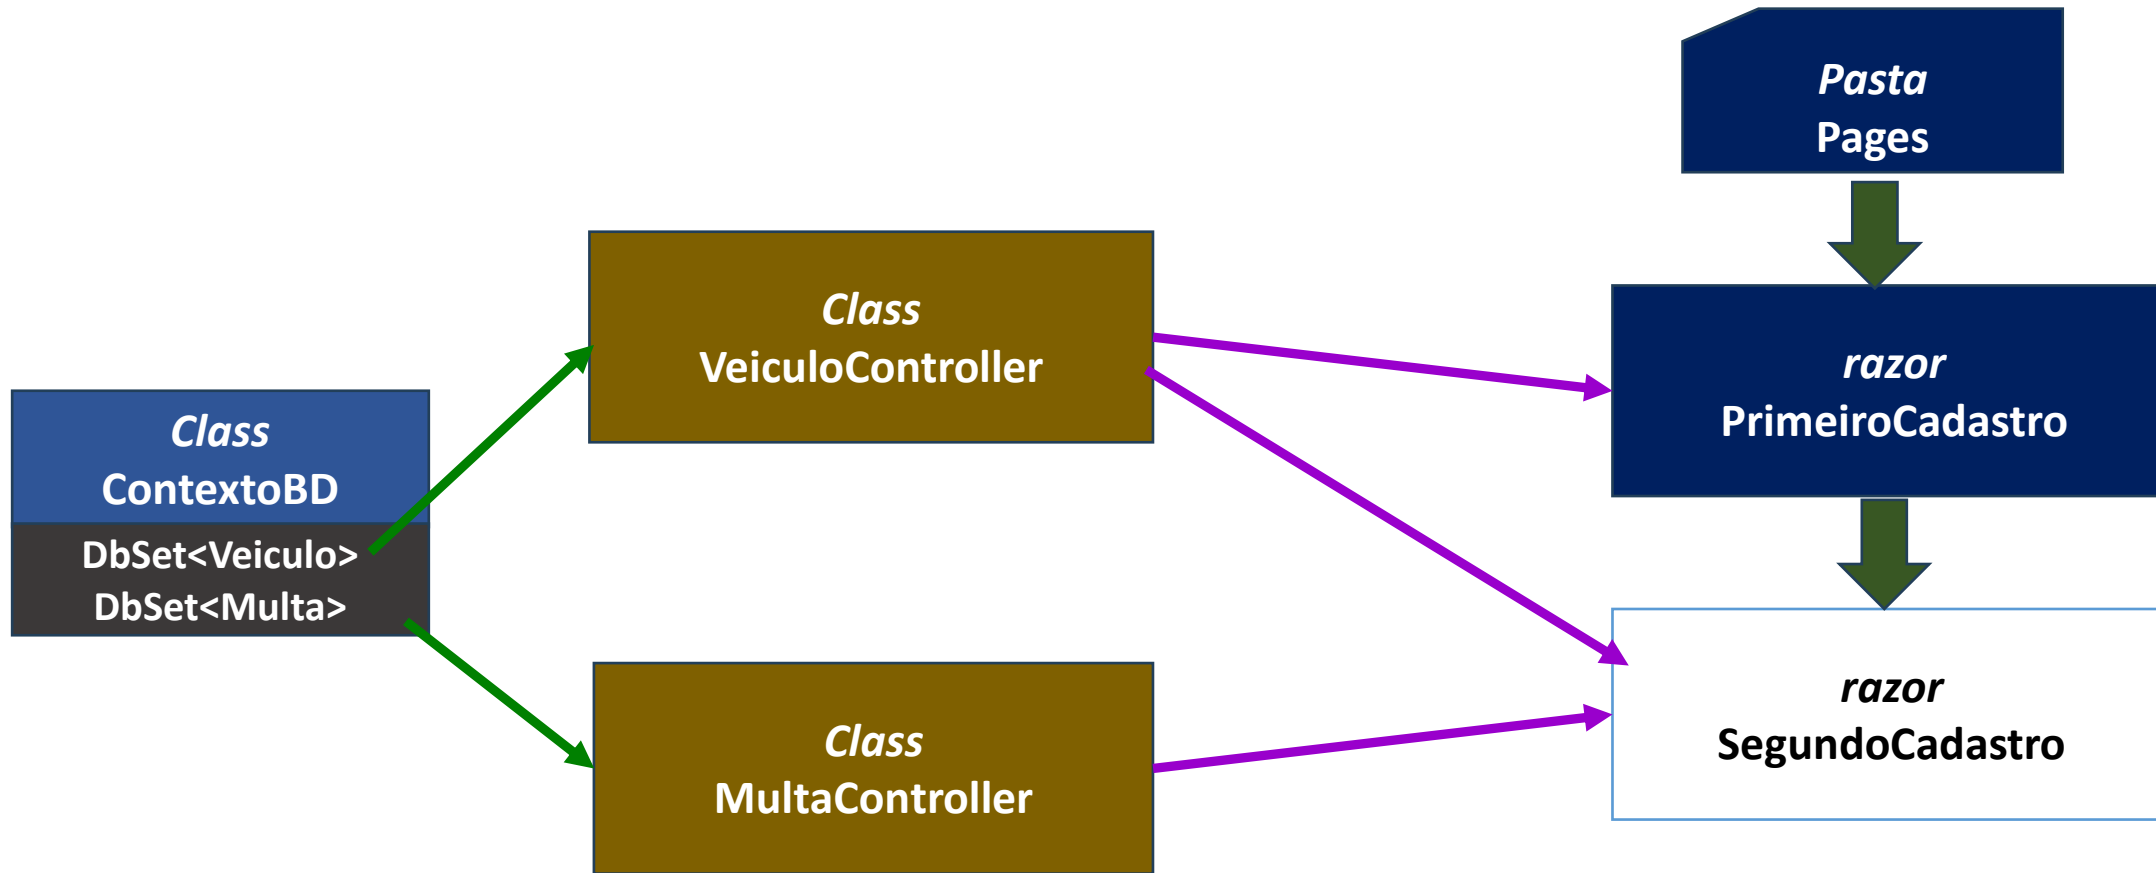 Pasta
Pages
Class
VeiculoController
razor
PrimeiroCadastro
Class
ContextoBD
DbSet<Veiculo>
DbSet<Multa>
razor
SegundoCadastro
Class
MultaController